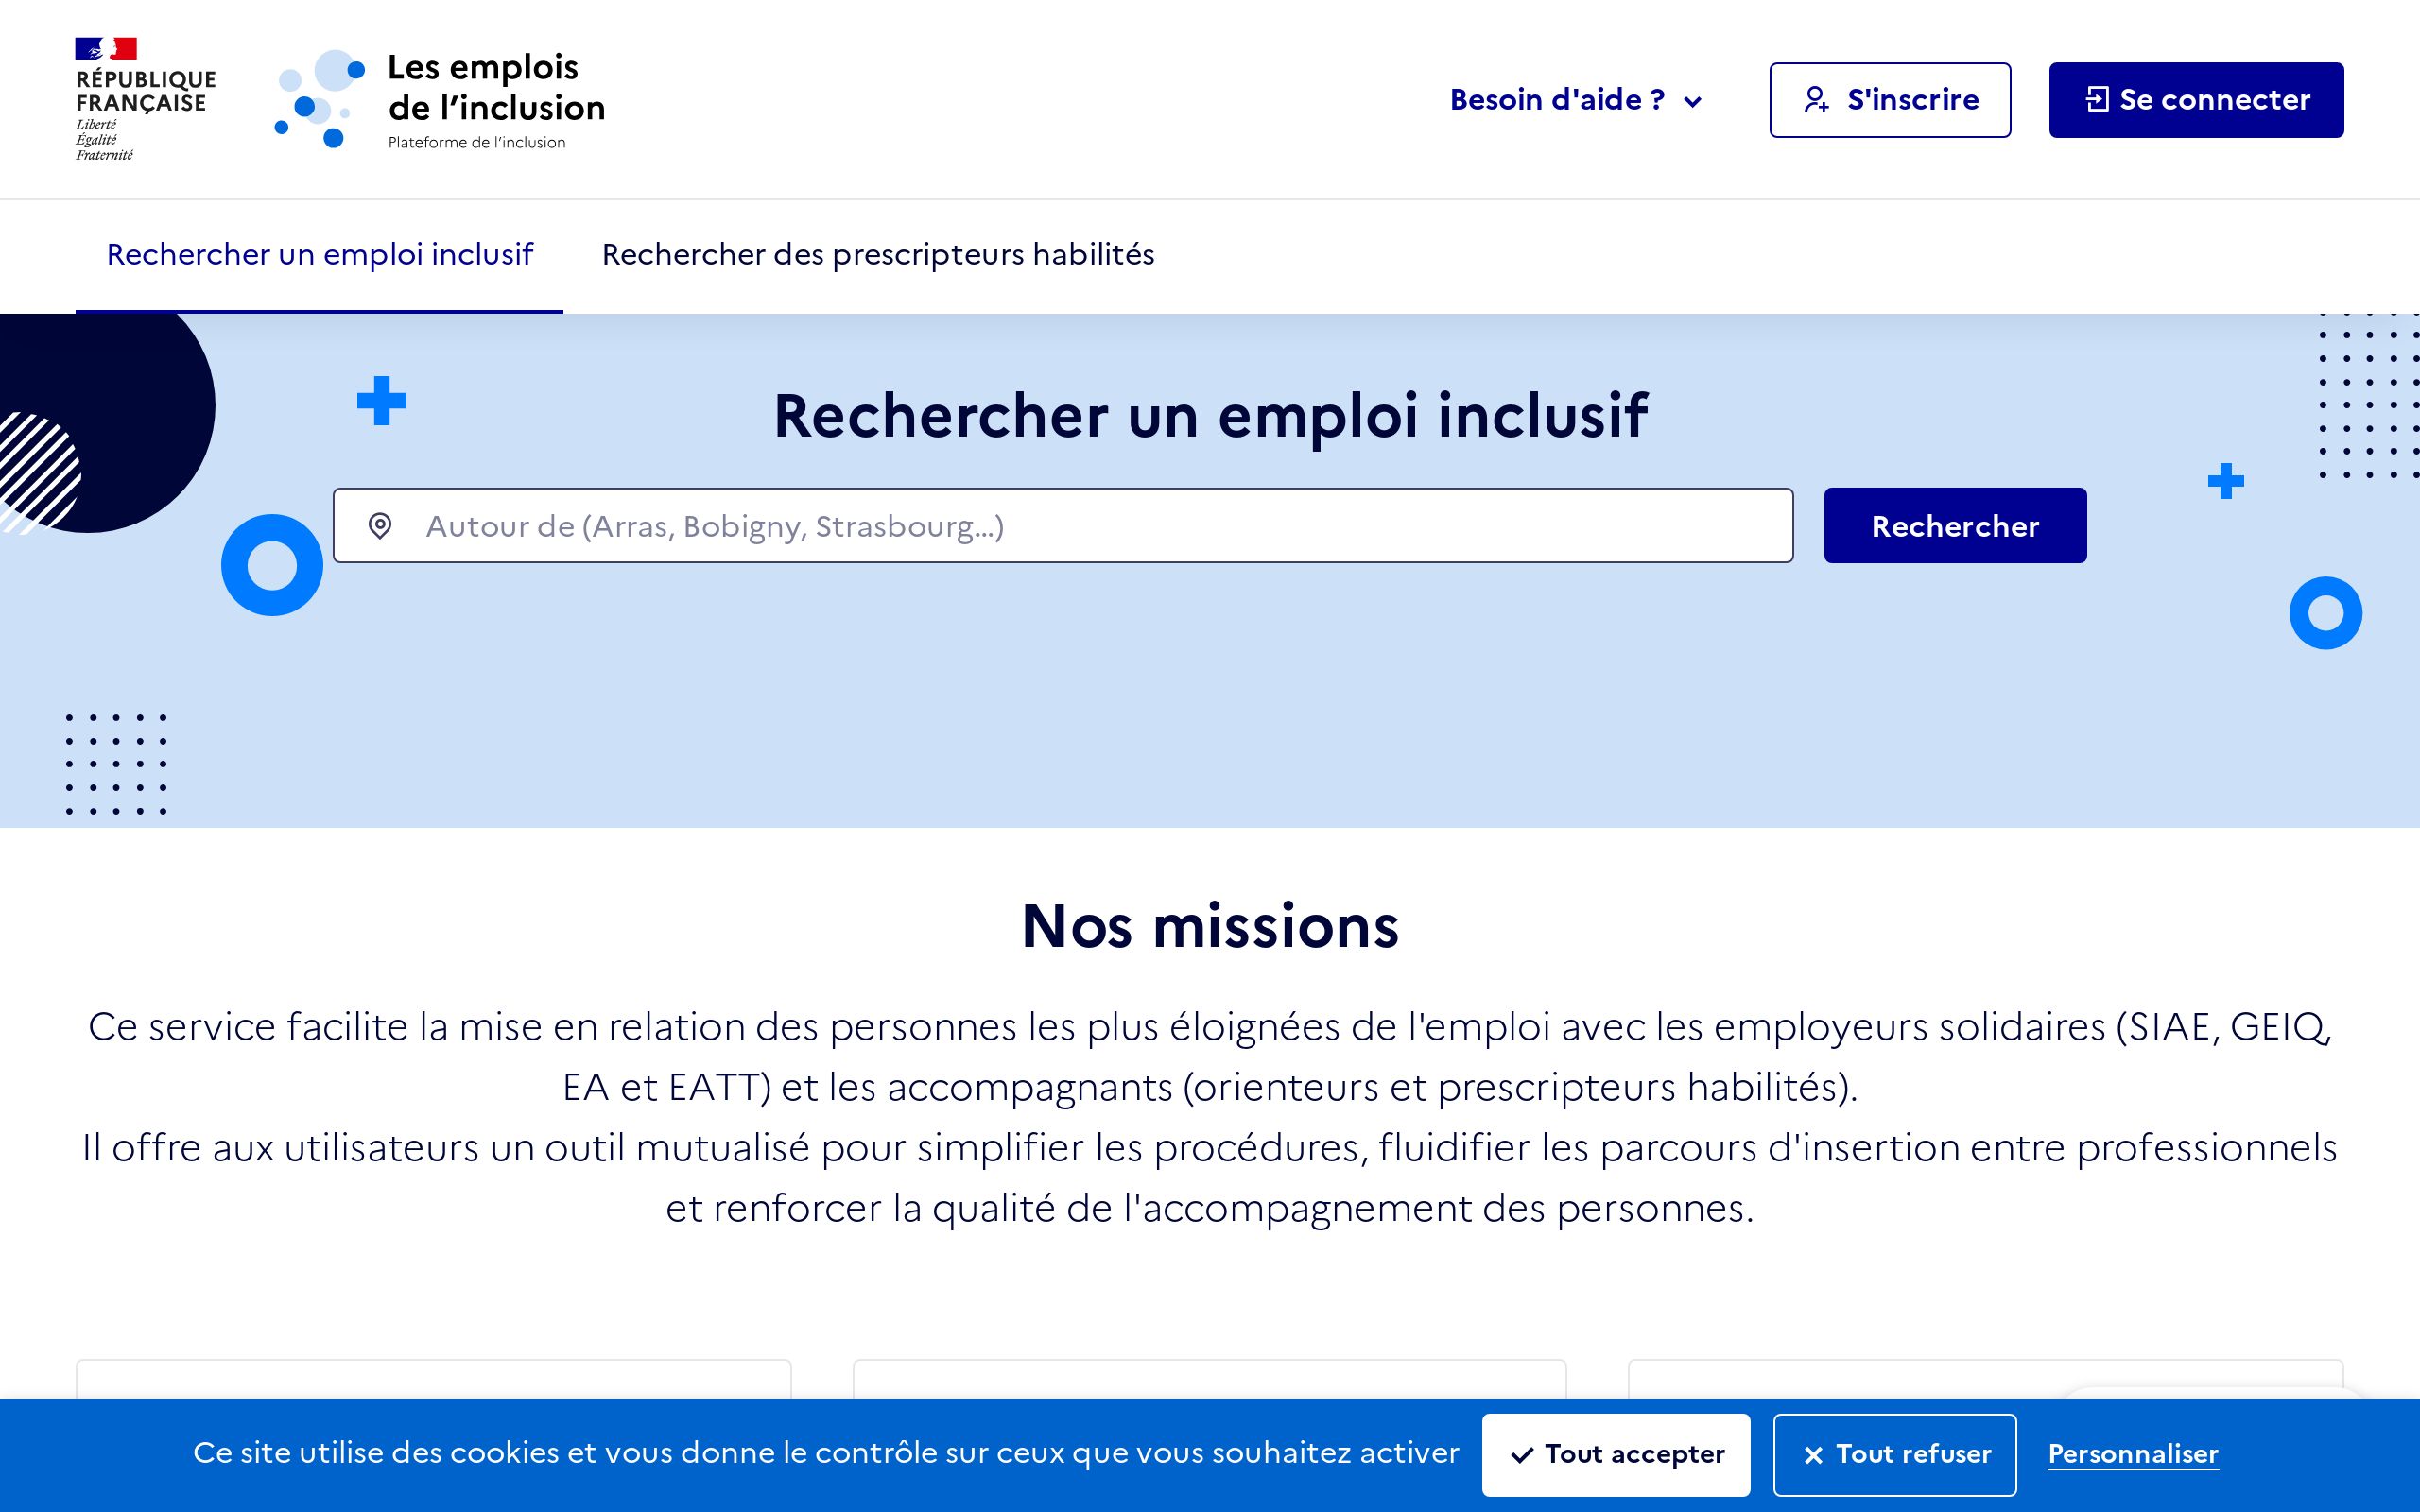 RÉPUBLIQUE
FRANÇAISE
Liberté
Égalité
Fraternité
Les emplois
de l’inclusion
Plateforme de l’inclusion
Besoin d'aide ?
S'inscrire
Se connecter
Rechercher un emploi inclusif
Rechercher des prescripteurs habilités
Rechercher un emploi inclusif
Autour de (Arras, Bobigny, Strasbourg…)
Rechercher
Nos missions
Ce service facilite la mise en relation des personnes les plus éloignées de l'emploi avec les employeurs solidaires (SIAE, GEIQ,
EA et EATT) et les accompagnants (orienteurs et prescripteurs habilités).
Il offre aux utilisateurs un outil mutualisé pour simplifier les procédures, fluidifier les parcours d'insertion entre professionnels
et renforcer la qualité de l'accompagnement des personnes.
Ce site utilise des cookies et vous donne le contrôle sur ceux que vous souhaitez activer
Tout accepter
Tout refuser
Personnaliser